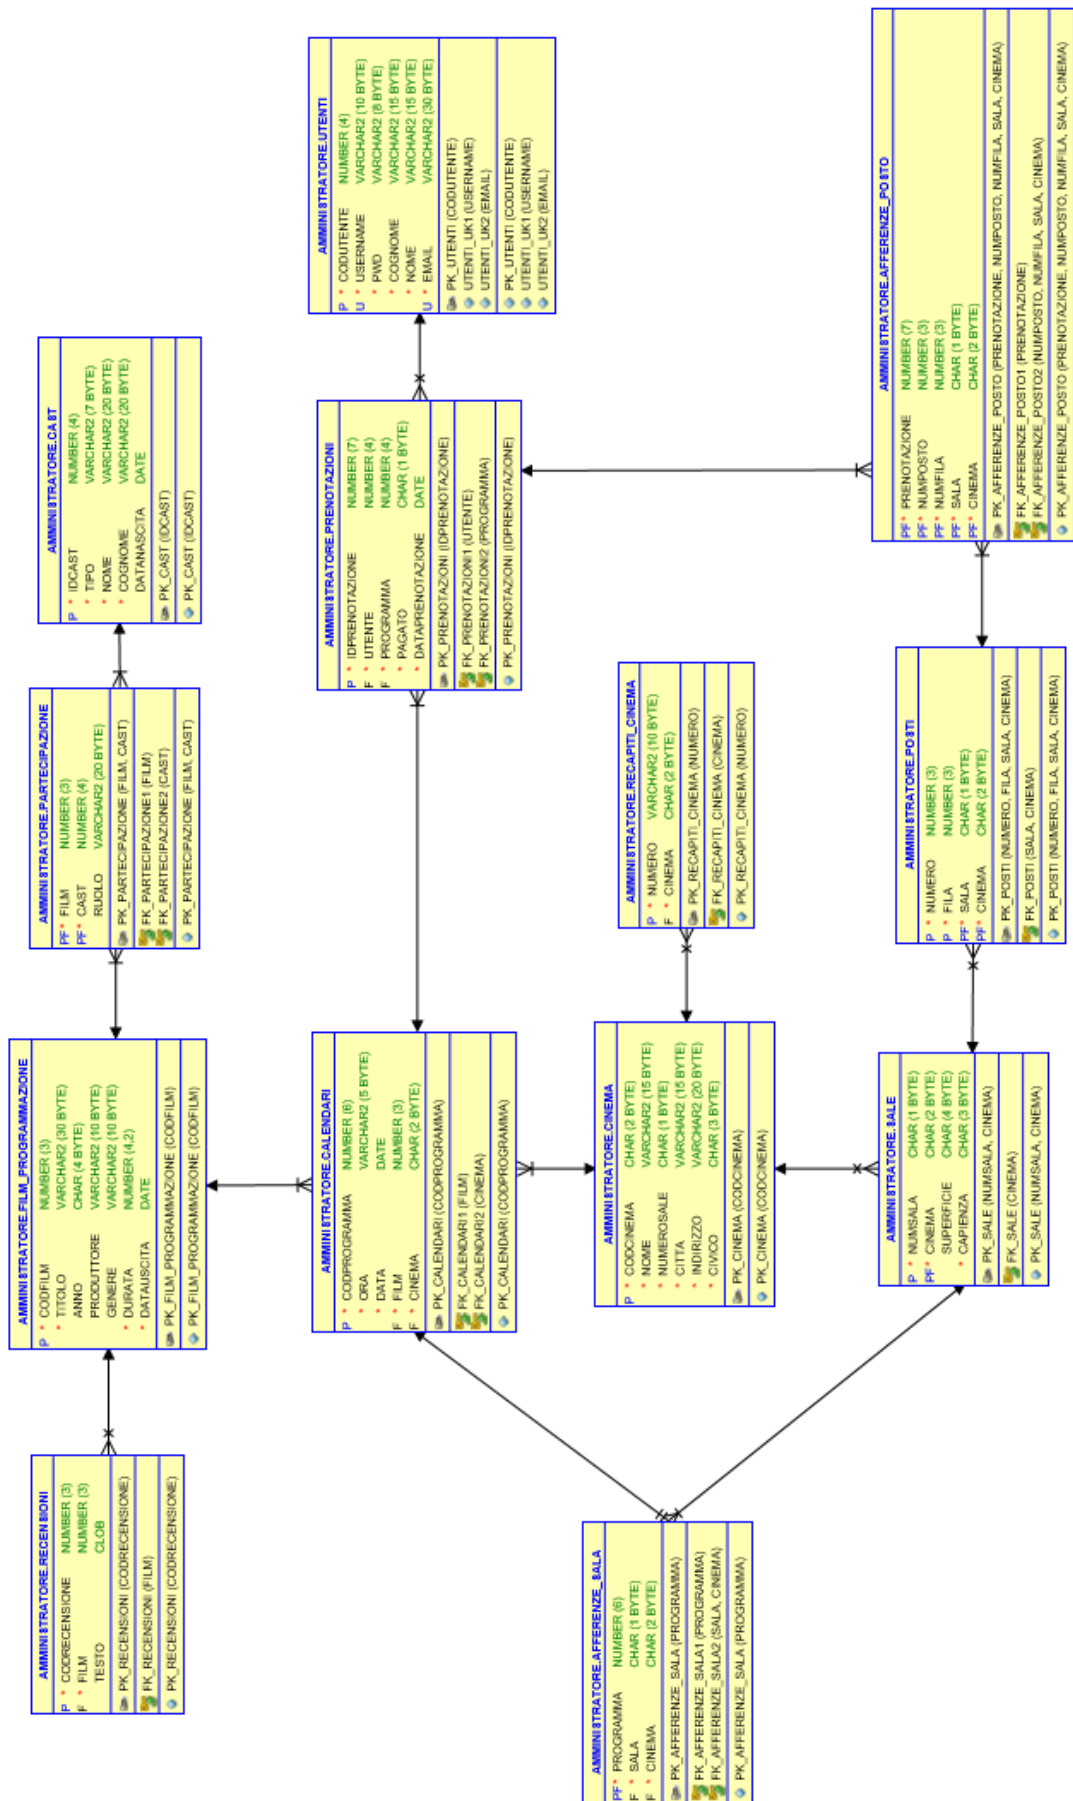 AMMINISTRATORE.RECENSIONI
P * CODRECENSIONE NUMBER (3)
F * FILM NUMBER (3)
TESTO CLOB
PK_RECENSIONI (CODRECENSIONE)
FK_RECENSIONI (FILM)
PK_RECENSIONI (CODRECENSIONE)
AMMINISTRATORE.FILM_PROGRAMMAZIONE
P * CODFILM NUMBER (3)
* TITOLO VARCHAR2 (30 BYTE)
ANNO CHAR (4 BYTE)
PRODUTTORE VARCHAR2 (10 BYTE)
GENERE VARCHAR2 (10 BYTE)
* DURATA NUMBER (4,2)
* DATAUSCITA DATE
PK_FILM_PROGRAMMAZIONE (CODFILM)
PK_FILM_PROGRAMMAZIONE (CODFILM)
AMMINISTRATORE.PARTECIPAZIONE
PF* FILM NUMBER (3)
PF* CAST NUMBER (4)
RUOLO VARCHAR2 (20 BYTE)
PK_PARTECIPAZIONE (FILM, CAST)
FK_PARTECIPAZIONE1 (FILM)
FK_PARTECIPAZIONE2 (CAST)
PK_PARTECIPAZIONE (FILM, CAST)
AMMINISTRATORE.CAST
P * IDCAST NUMBER (4)
* TIPO VARCHAR2 (7 BYTE)
* NOME VARCHAR2 (20 BYTE)
* COGNOME VARCHAR2 (20 BYTE)
DATANASCITA DATE
PK_CAST (IDCAST)
PK_CAST (IDCAST)
AMMINISTRATORE.CALENDARI
P * CODPROGRAMMA NUMBER (6)
* ORA VARCHAR2 (5 BYTE)
* DATA DATE
F * FILM NUMBER (3)
F * CINEMA CHAR (2 BYTE)
PK_CALENDARI (CODPROGRAMMA)
FK_CALENDARI1 (FILM)
FK_CALENDARI2 (CINEMA)
PK_CALENDARI (CODPROGRAMMA)
AMMINISTRATORE.PRENOTAZIONI
P * IDPRENOTAZIONE NUMBER (7)
F * UTENTE NUMBER (4)
F * PROGRAMMA NUMBER (4)
* PAGATO CHAR (1 BYTE)
* DATAPRENOTAZIONE DATE
PK_PRENOTAZIONI (IDPRENOTAZIONE)
FK_PRENOTAZIONI1 (UTENTE)
FK_PRENOTAZIONI2 (PROGRAMMA)
PK_PRENOTAZIONI (IDPRENOTAZIONE)
AMMINISTRATORE.UTENTI
P * CODUTENTE NUMBER (4)
U * USERNAME VARCHAR2 (10 BYTE)
* PWD VARCHAR2 (8 BYTE)
* COGNOME VARCHAR2 (15 BYTE)
* NOME VARCHAR2 (15 BYTE)
U * EMAIL VARCHAR2 (30 BYTE)
PK_UTENTI (CODUTENTE)
UTENTI_UK1 (USERNAME)
UTENTI_UK2 (EMAIL)
PK_UTENTI (CODUTENTE)
UTENTI_UK1 (USERNAME)
UTENTI_UK2 (EMAIL)
AMMINISTRATORE.AFFERENZE_SALA
PF* PROGRAMMA NUMBER (6)
F * SALA CHAR (1 BYTE)
F * CINEMA CHAR (2 BYTE)
PK_AFFERENZE_SALA (PROGRAMMA)
FK_AFFERENZE_SALA1 (PROGRAMMA)
FK_AFFERENZE_SALA2 (SALA, CINEMA)
PK_AFFERENZE_SALA (PROGRAMMA)
AMMINISTRATORE.CINEMA
P * CODCINEMA CHAR (2 BYTE)
* NOME VARCHAR2 (15 BYTE)
* NUMEROSALE CHAR (1 BYTE)
* CITTA VARCHAR2 (15 BYTE)
* INDIRIZZO VARCHAR2 (20 BYTE)
* CIVICO CHAR (3 BYTE)
PK_CINEMA (CODCINEMA)
PK_CINEMA (CODCINEMA)
AMMINISTRATORE.RECAPITI_CINEMA
P * NUMERO VARCHAR2 (10 BYTE)
F * CINEMA CHAR (2 BYTE)
PK_RECAPITI_CINEMA (NUMERO)
FK_RECAPITI_CINEMA (CINEMA)
PK_RECAPITI_CINEMA (NUMERO)
AMMINISTRATORE.SALE
P * NUMSALA CHAR (1 BYTE)
PF* CINEMA CHAR (2 BYTE)
SUPERFICIE CHAR (4 BYTE)
* CAPIENZA CHAR (3 BYTE)
PK_SALE (NUMSALA, CINEMA)
FK_SALE (CINEMA)
PK_SALE (NUMSALA, CINEMA)
AMMINISTRATORE.POSTI
P * NUMERO NUMBER (3)
P * FILA NUMBER (3)
PF* SALA CHAR (1 BYTE)
PF* CINEMA CHAR (2 BYTE)
PK_POSTI (NUMERO, FILA, SALA, CINEMA)
FK_POSTI (SALA, CINEMA)
PK_POSTI (NUMERO, FILA, SALA, CINEMA)
AMMINISTRATORE.AFFERENZE_POSTO
PF* PRENOTAZIONE NUMBER (7)
PF* NUMPOSTO NUMBER (3)
PF* NUMFILA NUMBER (3)
PF* SALA CHAR (1 BYTE)
PF* CINEMA CHAR (2 BYTE)
PK_AFFERENZE_POSTO (PRENOTAZIONE, NUMPOSTO, NUMFILA, SALA, CINEMA)
FK_AFFERENZE_POSTO1 (PRENOTAZIONE)
FK_AFFERENZE_POSTO2 (NUMPOSTO, NUMFILA, SALA, CINEMA)
PK_AFFERENZE_POSTO (PRENOTAZIONE, NUMPOSTO, NUMFILA, SALA, CINEMA)